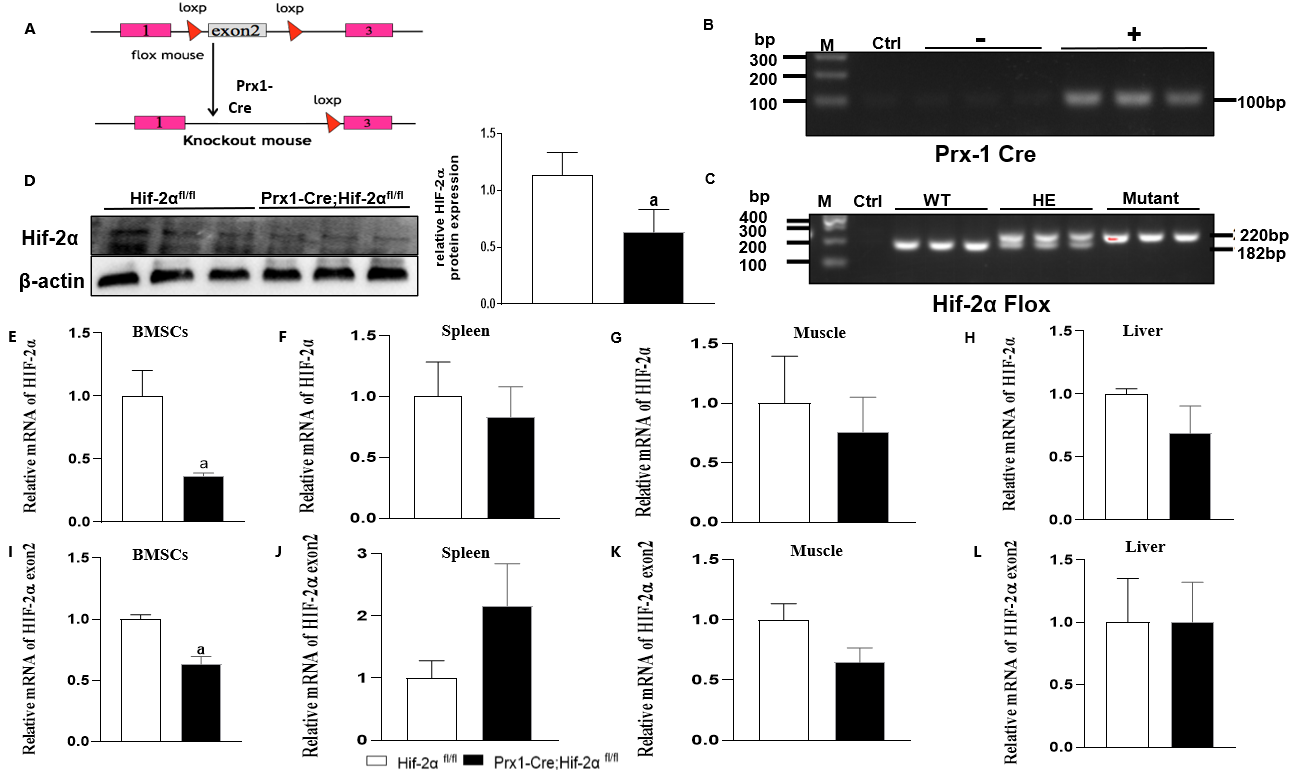 A
loxp
loxp
1
exon2
3
flox mouse
Prx1-
Cre
loxp
1
3
Knockout mouse
B
bp
M
Ctrl
-
+
300
200
100
100bp
Prx-1 Cre
C
bp
M
Ctrl
WT
HE
Mutant
400
300
200
100
220bp
182bp
Hif-2α Flox
D
Hif-2αfl/fl
Prx1-Cre;Hif-2αfl/fl
Hif-2α
β-actin
relative HIF-2α
protein expression
1.5
1.0
0.5
0.0
a
E
BMSCs
Relative mRNA of HIF-2α
1.5
1.0
0.5
0.0
a
F
Spleen
Relative mRNA of HIF-2α
1.5
1.0
0.5
0.0
G
Muscle
Relative mRNA of HIF-2α
1.5
1.0
0.5
0.0
H
Liver
Relative mRNA of HIF-2α
1.5
1.0
0.5
0.0
I
BMSCs
Relative mRNA of HIF-2α exon2
1.5
1.0
0.5
0.0
a
J
Spleen
Relative mRNA of HIF-2α exon2
3
2
1
0
K
Muscle
Relative mRNA of HIF-2α exon2
1.5
1.0
0.5
0.0
L
Liver
Relative mRNA of HIF-2α exon2
1.5
1.0
0.5
0.0
Hif-2α fl/fl
Prx1-Cre;Hif-2α fl/fl